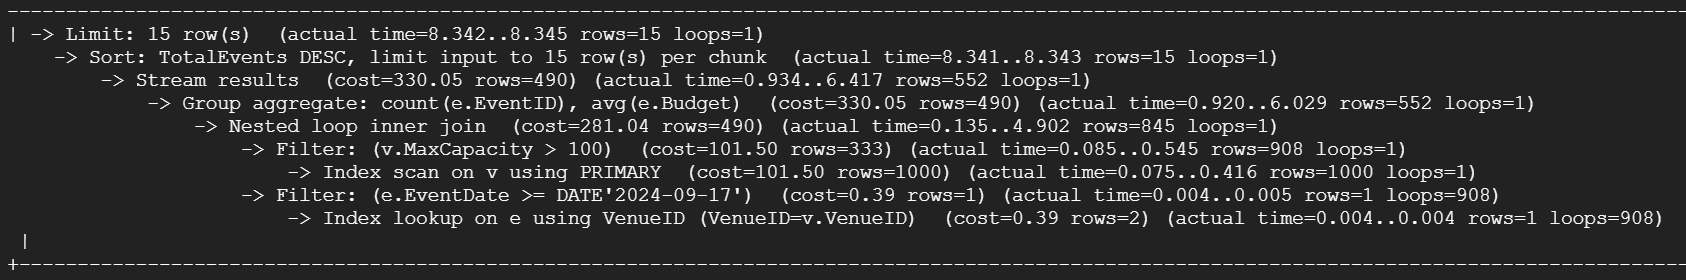 | -> Limit: 15 row(s)  (actual time=8.342..8.345 rows=15 loops=1)
    -> Sort: TotalEvents DESC, limit input to 15 row(s) per chunk  (actual time=8.341..8.343 rows=15 loops=1)
        -> Stream results  (cost=330.05 rows=490) (actual time=0.934..6.417 rows=552 loops=1)
            -> Group aggregate: count(e.EventID), avg(e.Budget)  (cost=330.05 rows=490) (actual time=0.920..6.029 rows=552 loops=1)
                -> Nested loop inner join  (cost=281.04 rows=490) (actual time=0.135..4.902 rows=845 loops=1)
                    -> Filter: (v.MaxCapacity > 100)  (cost=101.50 rows=333) (actual time=0.085..0.545 rows=908 loops=1)
                        -> Index scan on v using PRIMARY  (cost=101.50 rows=1000) (actual time=0.075..0.416 rows=1000 loops=1)
                    -> Filter: (e.EventDate >= DATE'2024-09-17')  (cost=0.39 rows=1) (actual time=0.004..0.005 rows=1 loops=908)
                        -> Index lookup on e using VenueID (VenueID=v.VenueID)  (cost=0.39 rows=2) (actual time=0.004..0.004 rows=1 loops=908)
 |